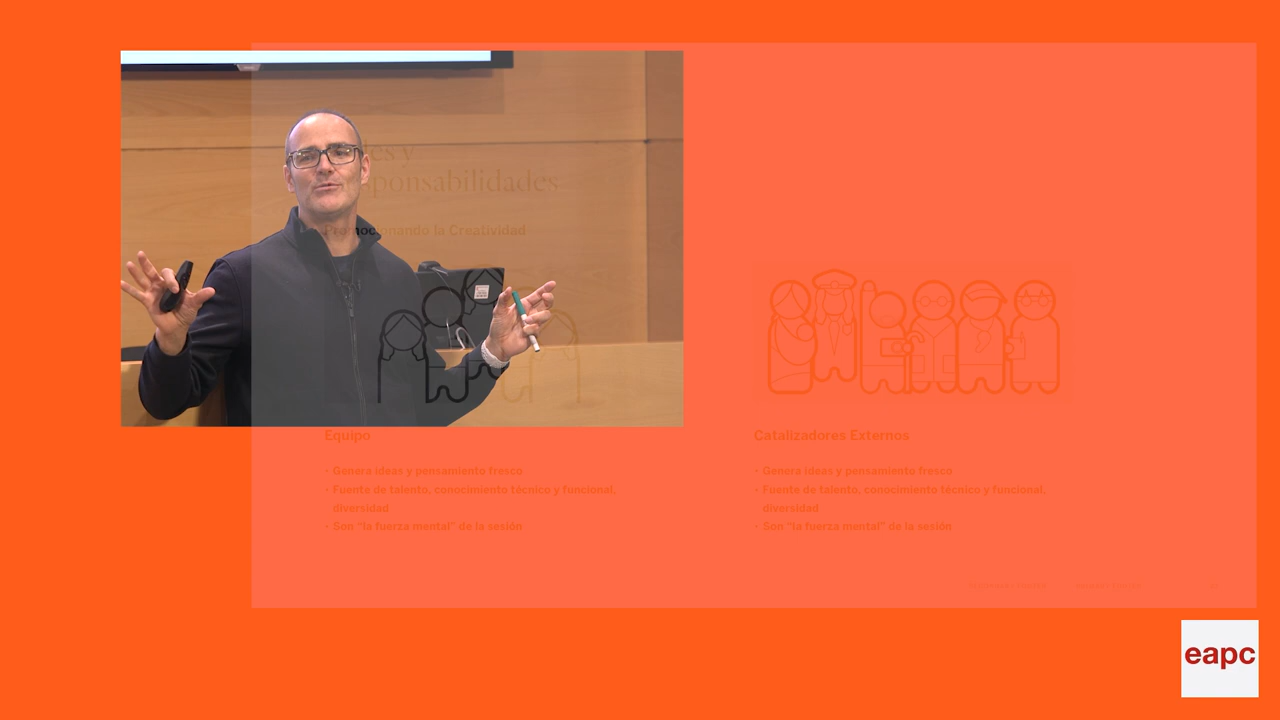 les y
sponsabilidades
Promocionando la Creatividad
Equipo
• Genera ideas y pensamiento fresco
• Fuente de talento, conocimiento técnico y funcional,
diversidad
• Son “la fuerza mental” de la sesión
Catalizadores Externos
• Genera ideas y pensamiento fresco
• Fuente de talento, conocimiento técnico y funcional,
diversidad
• Son “la fuerza mental” de la sesión
eapc